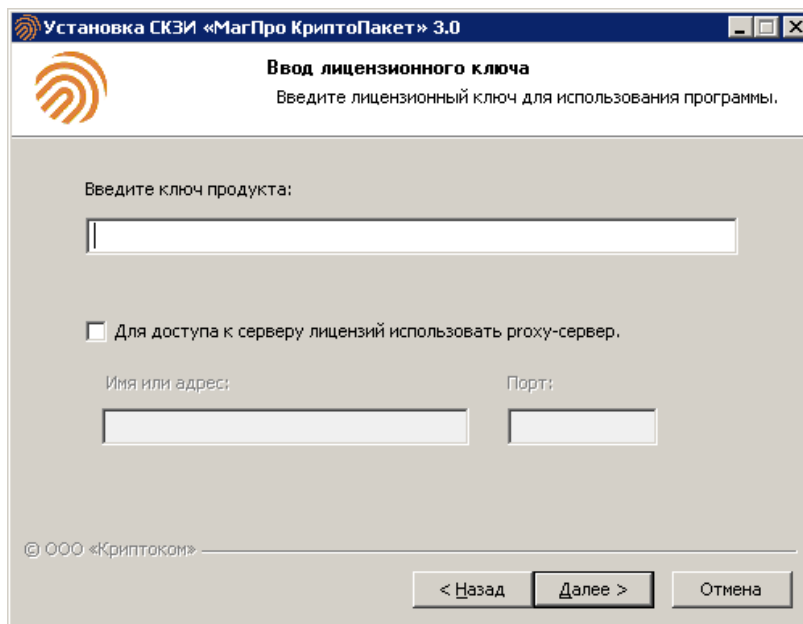 Установка СКЗИ «МагПро КриптоПакет» 3.0
Ввод лицензионного ключа
Введите лицензионный ключ для использования программы.
Введите ключ продукта:
Для доступа к серверу лицензий использовать proxy-сервер.
Имя или адрес: Порт:
© ООО «Криптоком»
< Назад Далее > Отмена